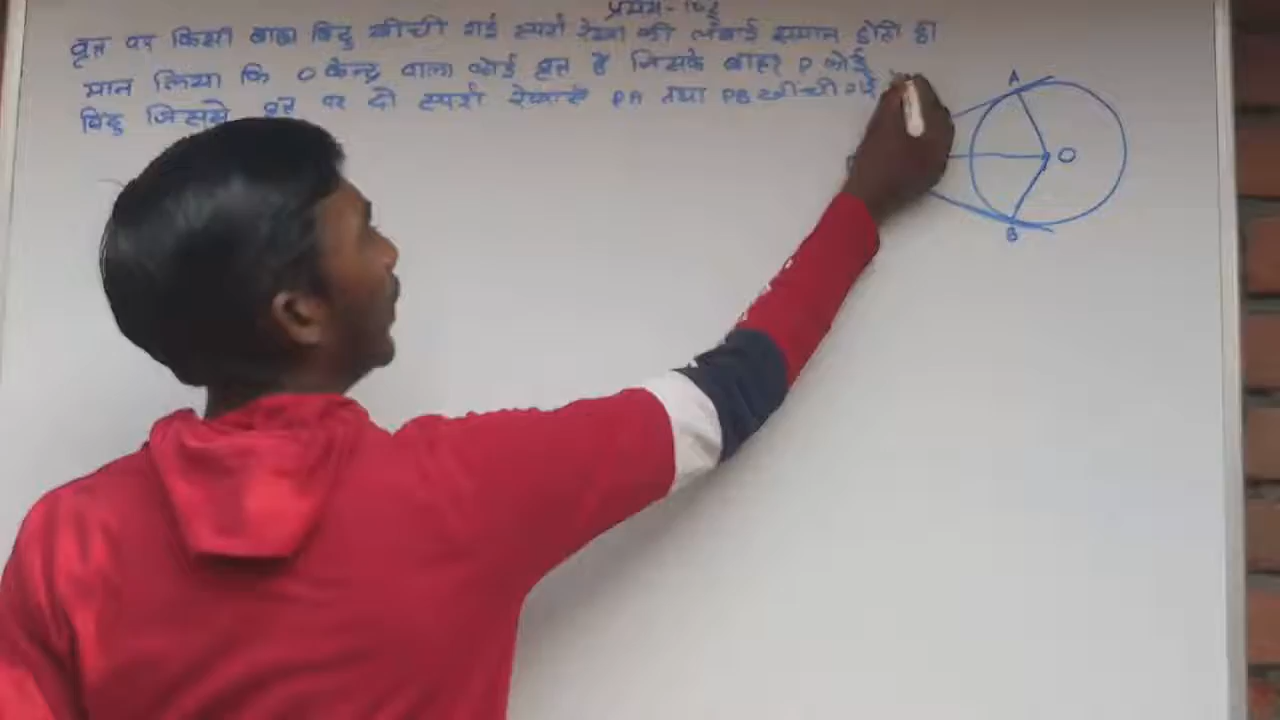 प्रमेय-10.2
वृत्त पर किसी बाह्य बिंदु खीची गई स्पर्श रेखा की लंबाई समान होती है।
मान लिया कि O केन्द्र वाला कोई वृत्त है जिसके बाहर P कोई
बिंदु जिससे वृत्त पर दो स्पर्श रेखाएँ PA तथा PB खींची गई
A
O
B